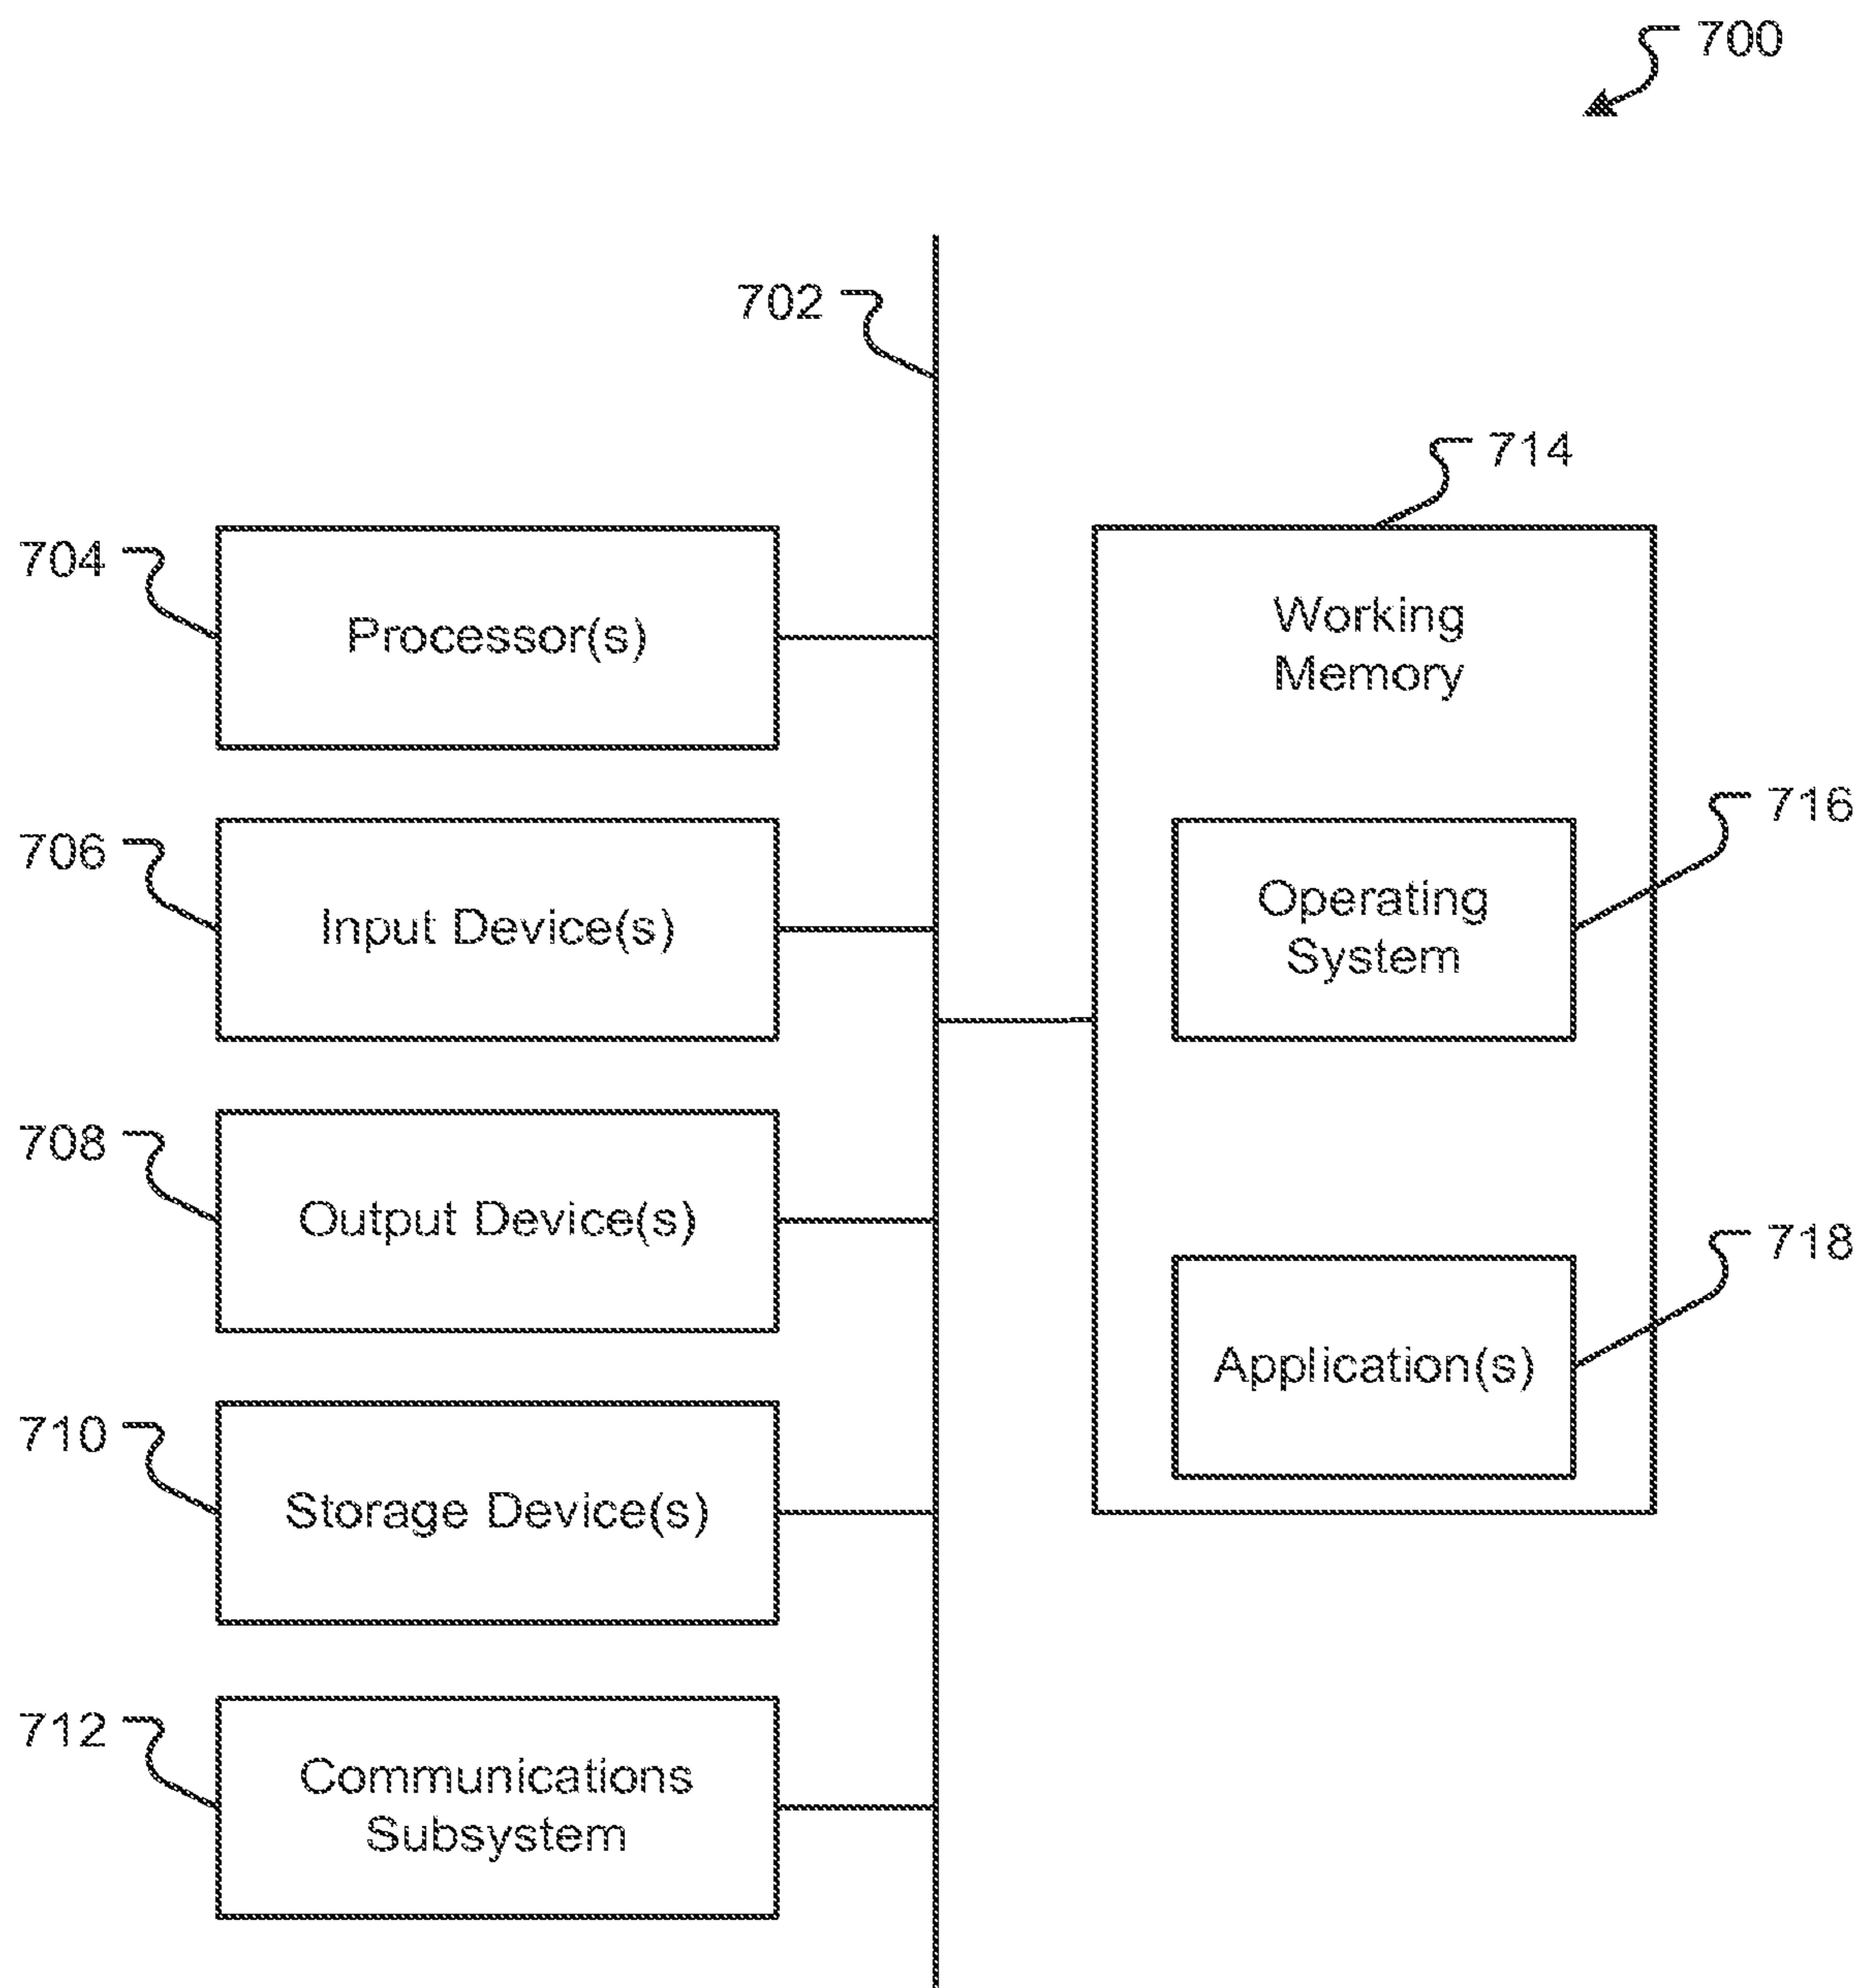 700
702
714
704
Processor(s)
Working
Memory
716
706
Input Device(s)
Operating
System
708
Output Device(s)
718
Application(s)
710
Storage Device(s)
712
Communications
Subsystem